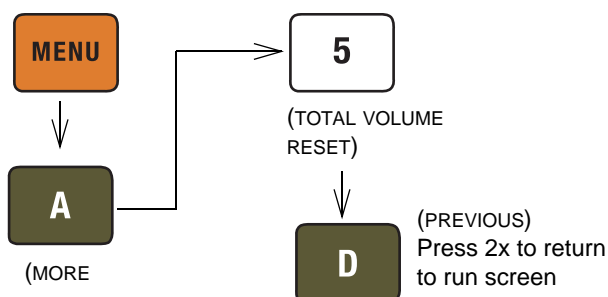 MENU
A
(MORE
5
(TOTAL VOLUME
RESET)
D
(PREVIOUS)
Press 2x to return
to run screen